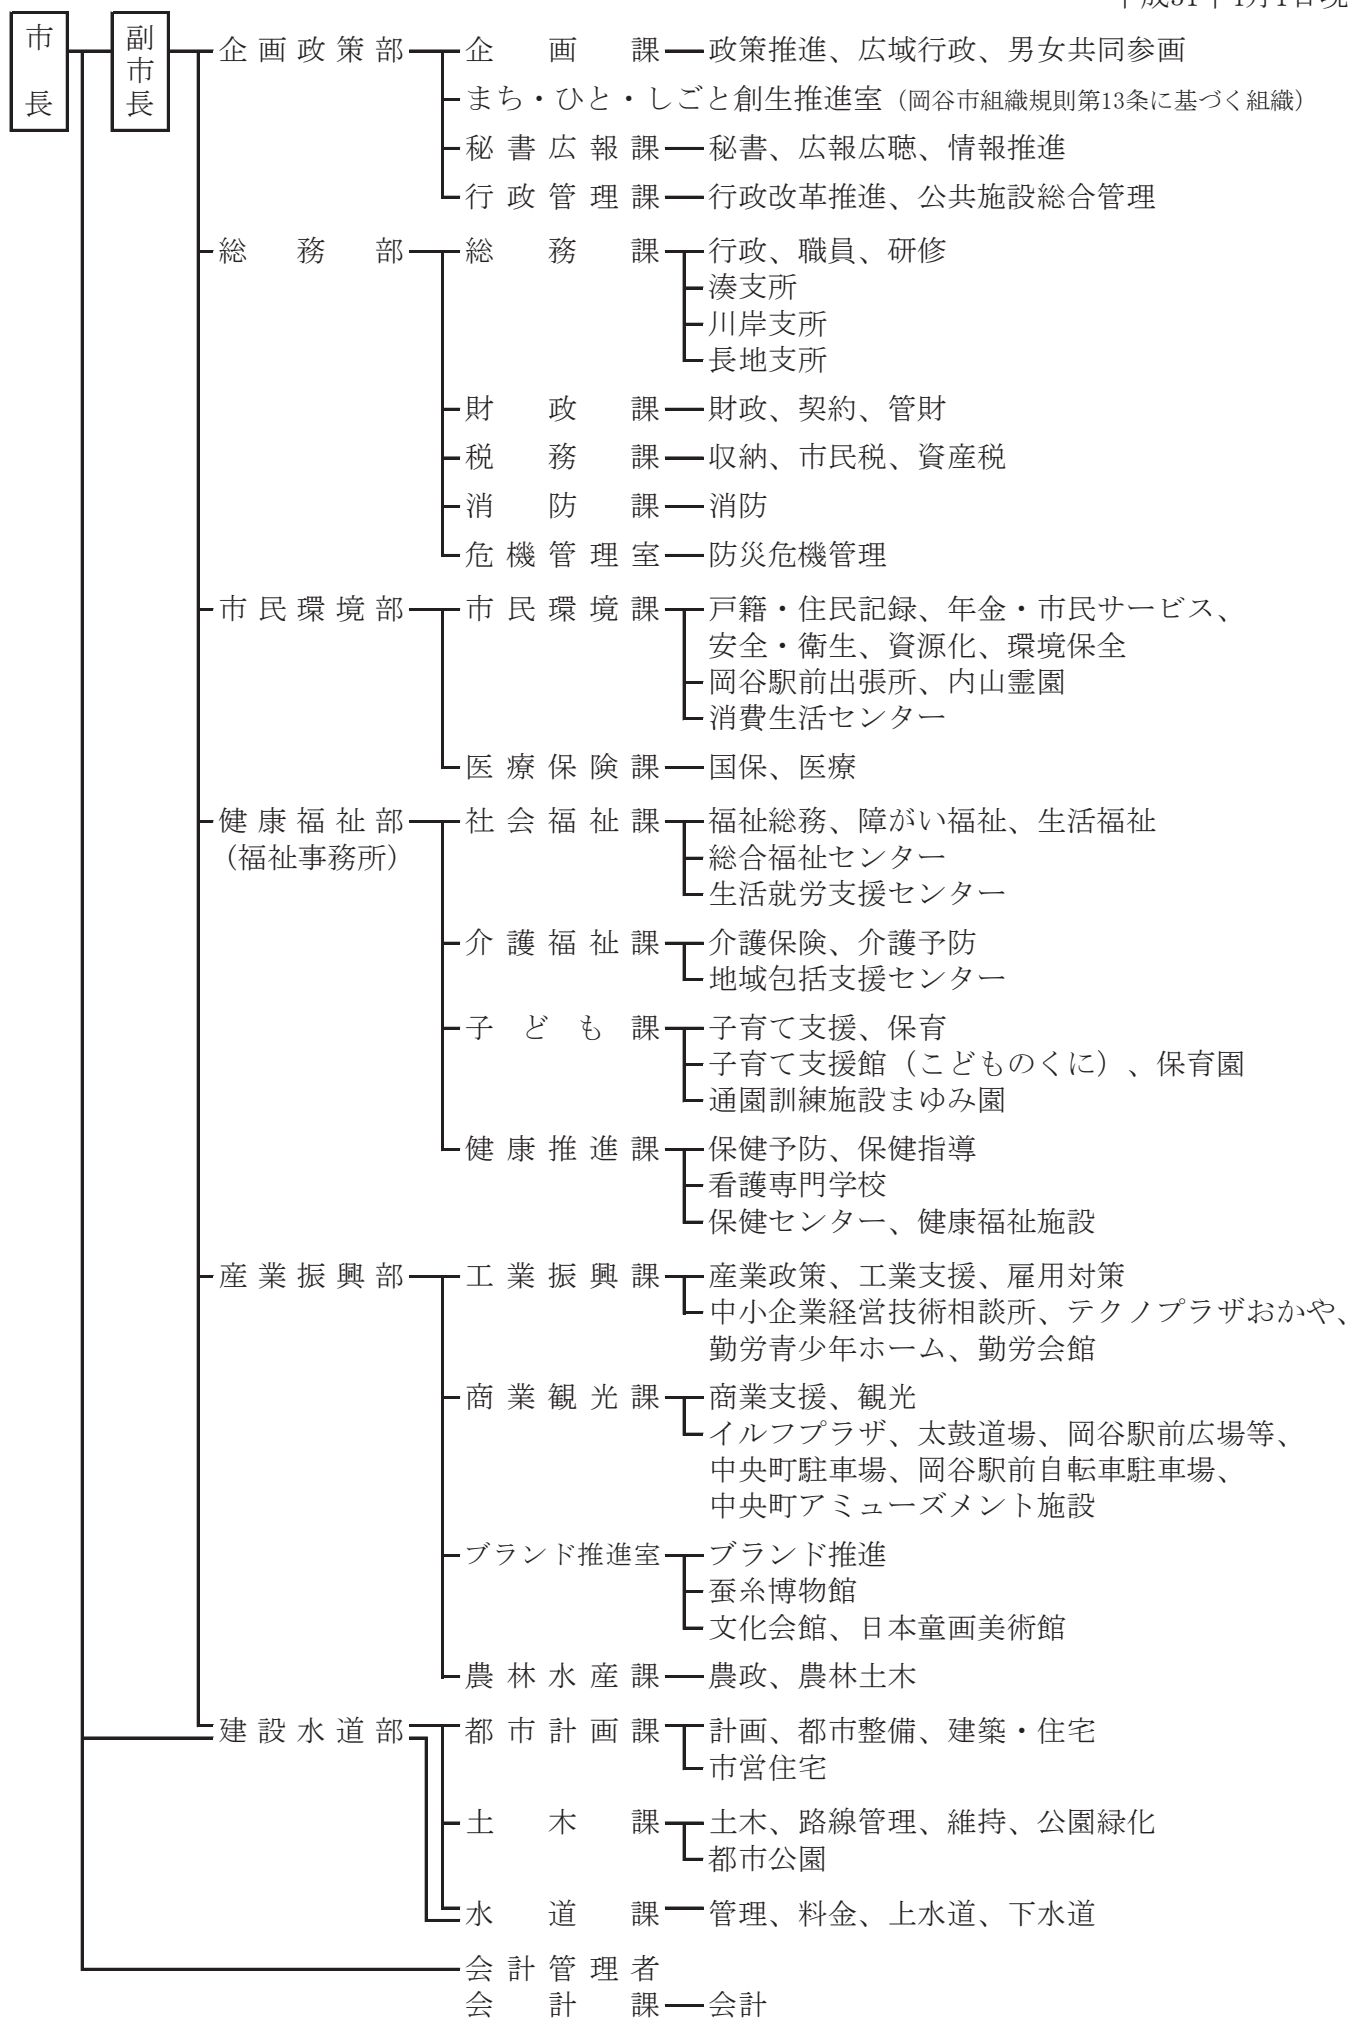 平成31年4月1日現
市長
副市長
企画政策部 企画課 政策推進、広域行政、男女共同参画
まち・ひと・しごと創生推進室（岡谷市組織規則第13条に基づく組織）
秘書広報課 秘書、広報広聴、情報推進
行政管理課 行政改革推進、公共施設総合管理
総務部 総務課 行政、職員、研修
湊支所
川岸支所
長地支所
財政課 財政、契約、管財
税務課 収納、市民税、資産税
消防課 消防
危機管理室 防災危機管理
市民環境部 市民環境課 戸籍・住民記録、年金・市民サービス、
安全・衛生、資源化、環境保全
岡谷駅前出張所、内山霊園
消費生活センター
医療保険課 国保、医療
健康福祉部 社会福祉課 福祉総務、障がい福祉、生活福祉
（福祉事務所） 総合福祉センター
生活就労支援センター
介護福祉課 介護保険、介護予防
地域包括支援センター
子ども課 子育て支援、保育
子育て支援館（こどものくに）、保育園
通園訓練施設まゆみ園
健康推進課 保健予防、保健指導
看護専門学校
保健センター、健康福祉施設
産業振興部 工業振興課 産業政策、工業支援、雇用対策
中小企業経営技術相談所、テクノプラザおかや、
勤労青少年ホーム、勤労会館
商業観光課 商業支援、観光
イルフプラザ、太鼓道場、岡谷駅前広場等、
中央町駐車場、岡谷駅前自転車駐車場、
中央町アミューズメント施設
ブランド推進室 ブランド推進
蚕糸博物館
文化会館、日本童画美術館
農林水産課 農政、農林土木
建設水道部 都市計画課 計画、都市整備、建築・住宅
市営住宅
土木課 土木、路線管理、維持、公園緑化
都市公園
水道課 管理、料金、上水道、下水道
会計管理者
会計課 会計